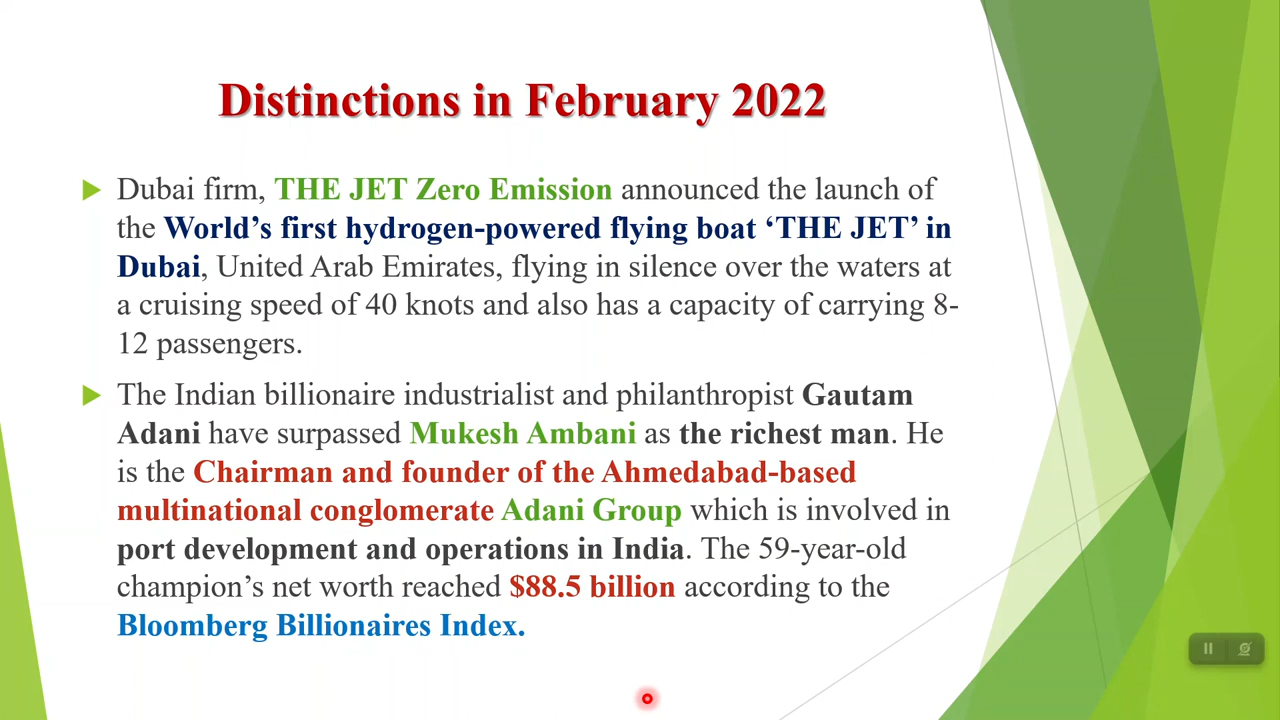 Distinctions in February 2022
Dubai firm, THE JET Zero Emission announced the launch of
the World’s first hydrogen-powered flying boat ‘THE JET’ in
Dubai, United Arab Emirates, flying in silence over the waters at
a cruising speed of 40 knots and also has a capacity of carrying 8-
12 passengers.
The Indian billionaire industrialist and philanthropist Gautam
Adani have surpassed Mukesh Ambani as the richest man. He
is the Chairman and founder of the Ahmedabad-based
multinational conglomerate Adani Group which is involved in
port development and operations in India. The 59-year-old
champion’s net worth reached $88.5 billion according to the
Bloomberg Billionaires Index.